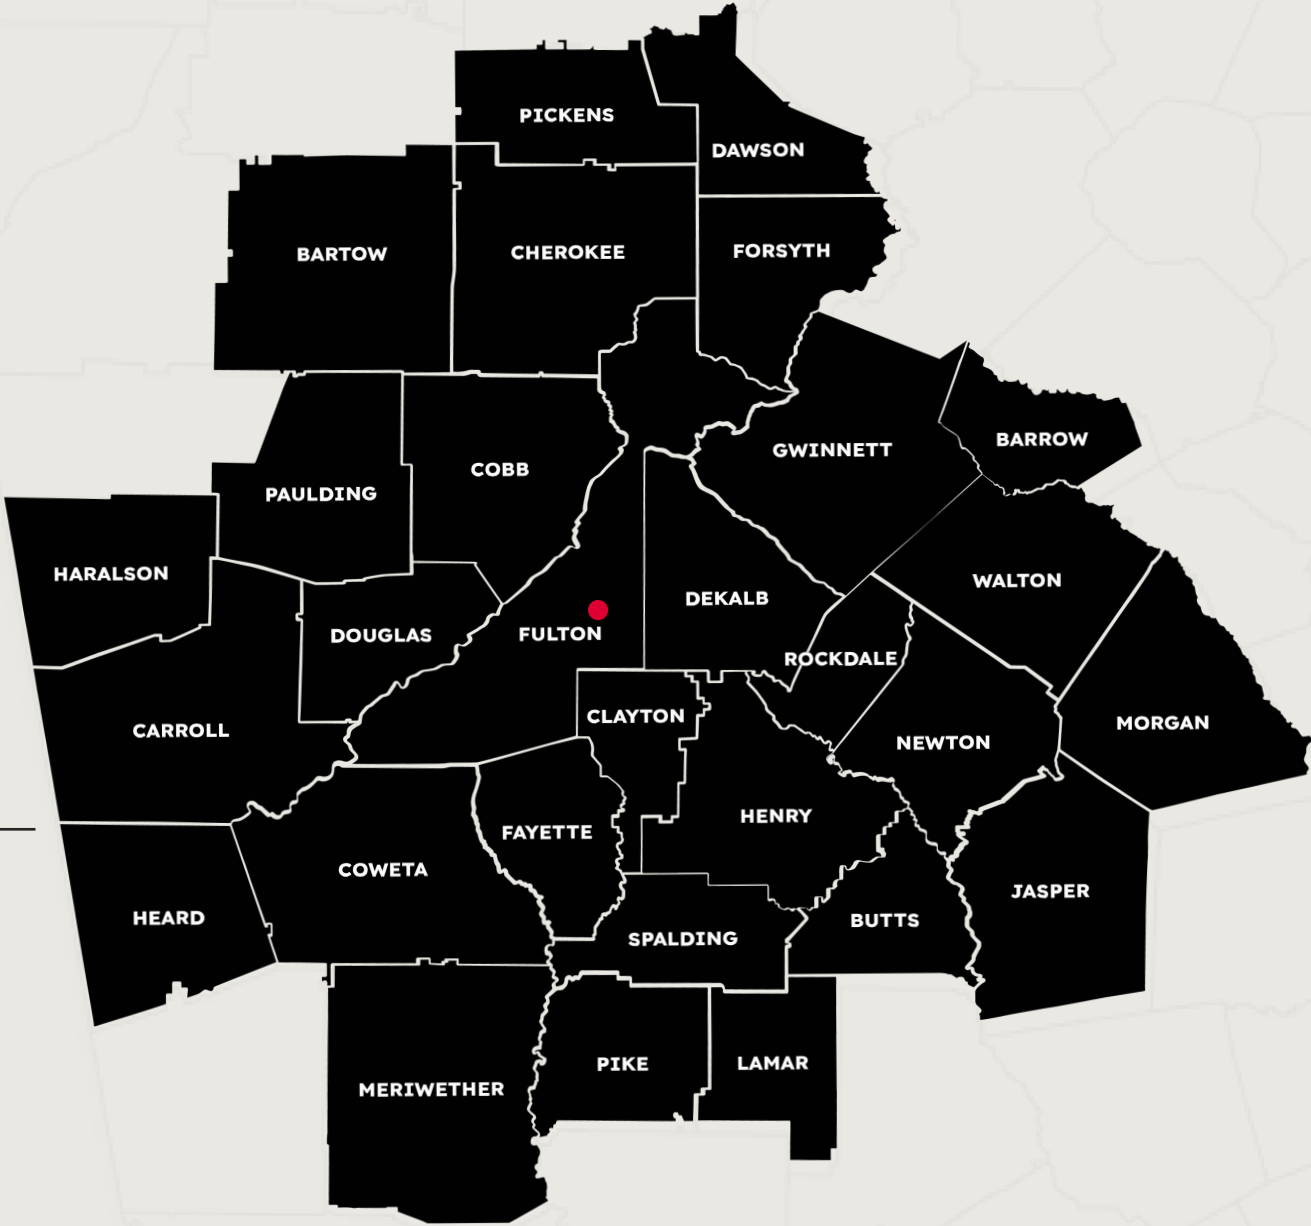 PICKENS
DAWSON
BARTOW
CHEROKEE
FORSYTH
GWINNETT
BARROW
COBB
PAULDING
HARALSON
WALTON
DEKALB
DOUGLAS
FULTON
ROCKDALE
CLAYTON
MORGAN
CARROLL
NEWTON
HENRY
FAYETTE
COWETA
JASPER
HEARD
BUTTS
SPALDING
PIKE
LAMAR
MERIWETHER